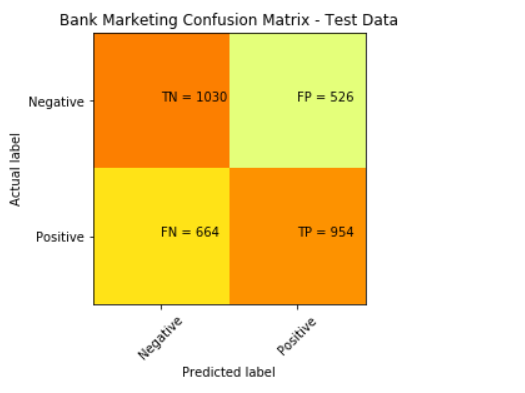 Bank Marketing Confusion Matrix - Test Data
Actual label
Negative
TN = 1030
FP = 526
Positive
FN = 664
TP = 954
Negative
Positive
Predicted label